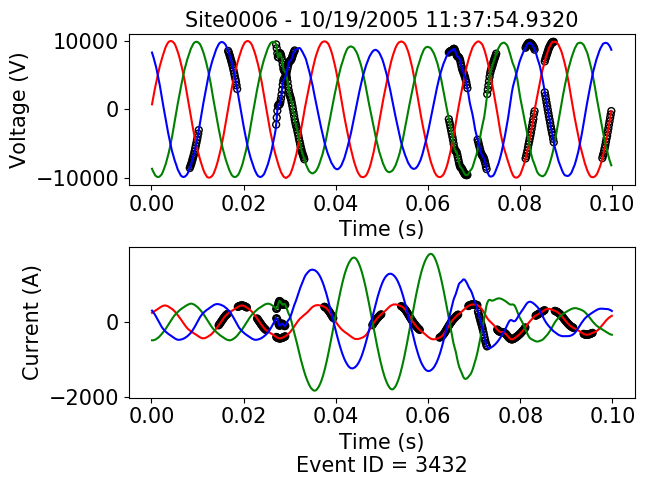 Site0006 - 10/19/2005 11:37:54.9320
Voltage (V)
10000
0
−10000
0.00 0.02 0.04 0.06 0.08 0.10
Time (s)
Current (A)
0
−2000
0.00 0.02 0.04 0.06 0.08 0.10
Time (s)
Event ID = 3432